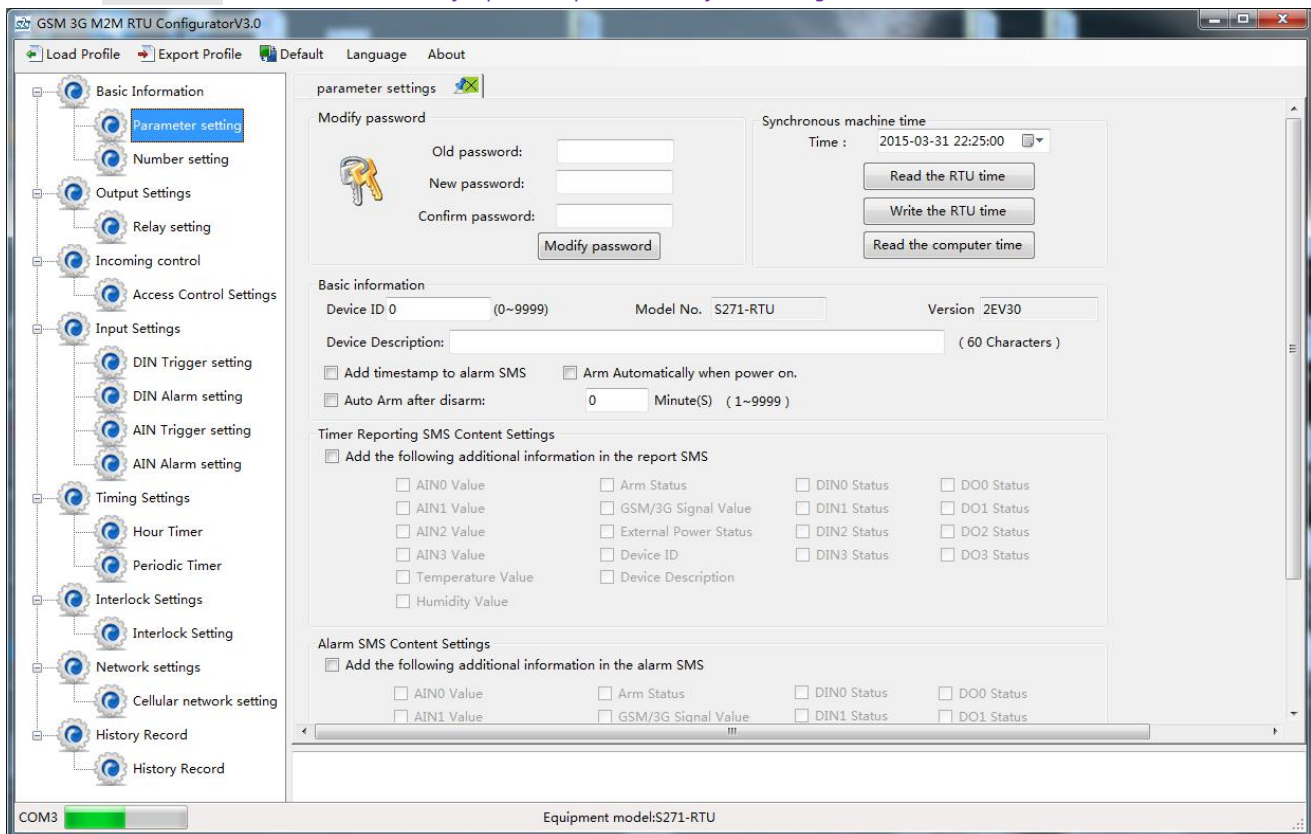 GSM 3G M2M RTU ConfiguratorV3.0
Load Profile Export Profile Default Language About
Basic Information
Parameter setting
Number setting
Output Settings
Relay setting
Incoming control
Access Control Settings
Input Settings
DIN Trigger setting
DIN Alarm setting
AIN Trigger setting
AIN Alarm setting
Timing Settings
Hour Timer
Periodic Timer
Interlock Settings
Interlock Setting
Network settings
Cellular network setting
History Record
History Record
parameter settings
Modify password
Old password:
New password:
Confirm password:
Modify password
Synchronous machine time
Time : 2015-03-31 22:25:00
Read the RTU time
Write the RTU time
Read the computer time
Basic information
Device ID 0 (0~9999) Model No. S271-RTU Version 2EV30
Device Description: ( 60 Characters )
Add timestamp to alarm SMS Arm Automatically when power on.
Auto Arm after disarm: 0 Minute(S) ( 1~9999 )
Timer Reporting SMS Content Settings
Add the following additional information in the report SMS
AIN0 Value Arm Status DIN0 Status DO0 Status
AIN1 Value GSM/3G Signal Value DIN1 Status DO1 Status
AIN2 Value External Power Status DIN2 Status DO2 Status
AIN3 Value Device ID DIN3 Status DO3 Status
Temperature Value Device Description
Humidity Value
Alarm SMS Content Settings
Add the following additional information in the alarm SMS
AIN0 Value Arm Status DIN0 Status DO0 Status
AIN1 Value GSM/3G Signal Value DIN1 Status DO1 Status
COM3 Equipment model:S271-RTU